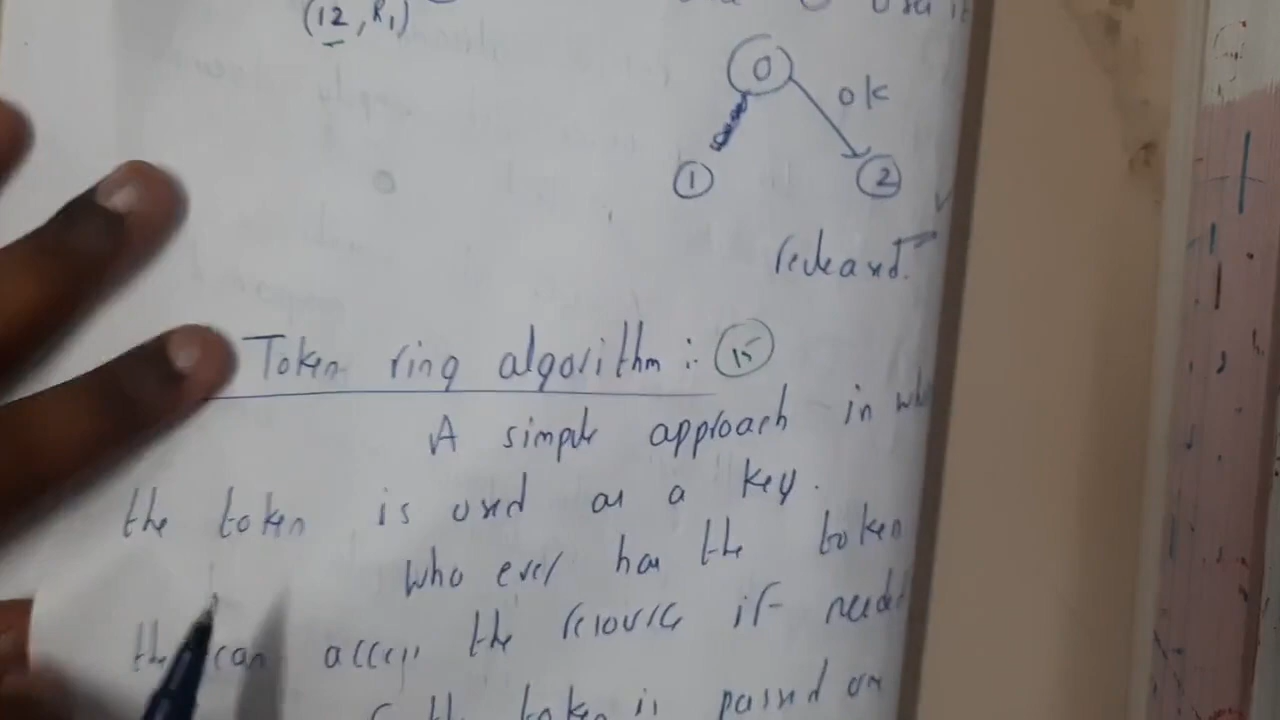 (12, R1)
0
ok
1
2
released.
Token ring algorithm :- 15
A simple approach in
the token is used as a key.
who ever has the token
the can access the resource if needed
the token is passed on